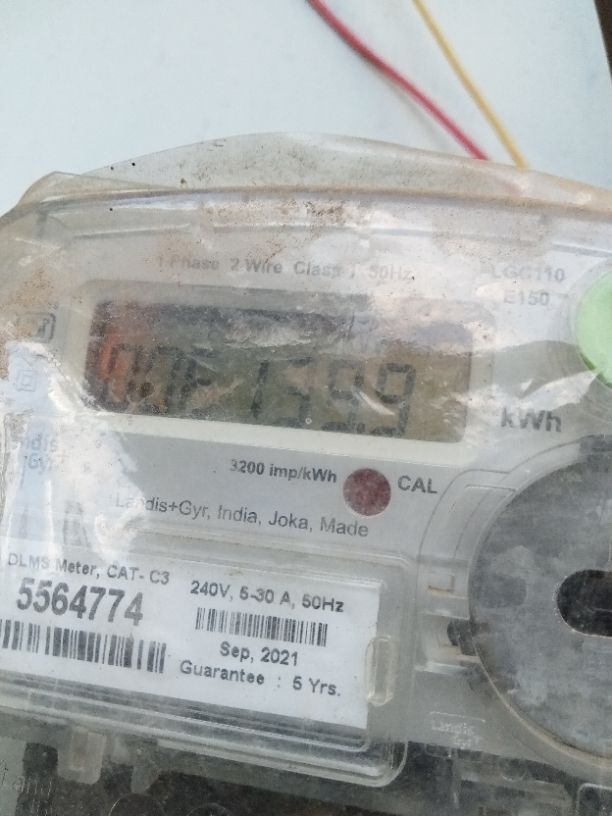 1 Phase 2 Wire Class 1 50Hz
LGC110
E150
kWh
3200 imp/kWh
CAL
Landis+Gyr, India, Joka, Made
DLMS Meter, CAT- C3
5564774
240V, 5-30 A, 50Hz
Sep, 2021
Guarantee : 5 Yrs.